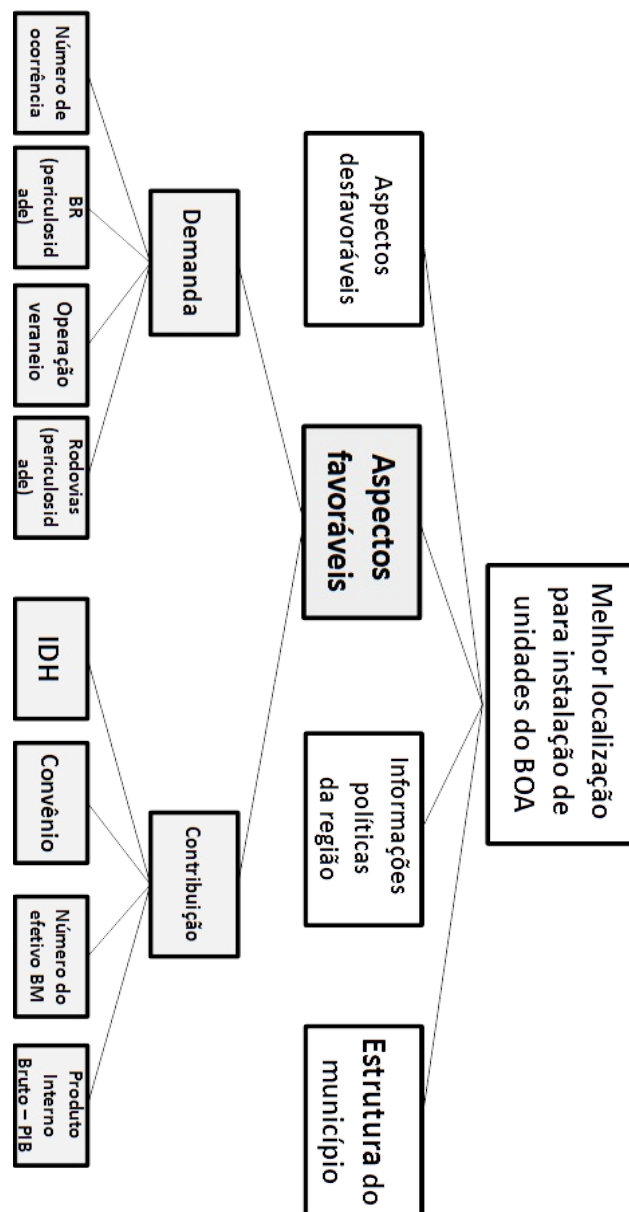 Melhor localização
para instalação de
unidades do BOA
Aspectos
desfavoráveis
Aspectos
favoráveis
Informações
políticas
da região
Estrutura do
município
Demanda
Contribuição
Número de
ocorrência
BR
(periculosid
ade)
Operação
veraneio
Rodovias
(periculosid
ade)
IDH
Convênio
Número do
efetivo BM
Produto
Interno
Bruto – PIB